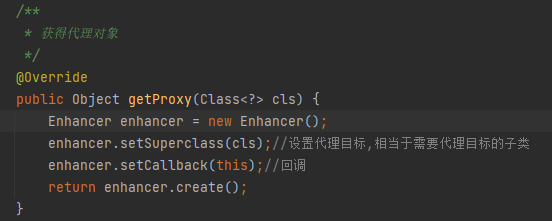 /**
 * 获得代理对象
 */
@Override
public Object getProxy(Class<?> cls) {
    Enhancer enhancer = new Enhancer();
    enhancer.setSuperclass(cls);//设置代理目标,相当于需要代理目标的子类
    enhancer.setCallback(this);//回调
    return enhancer.create();
}